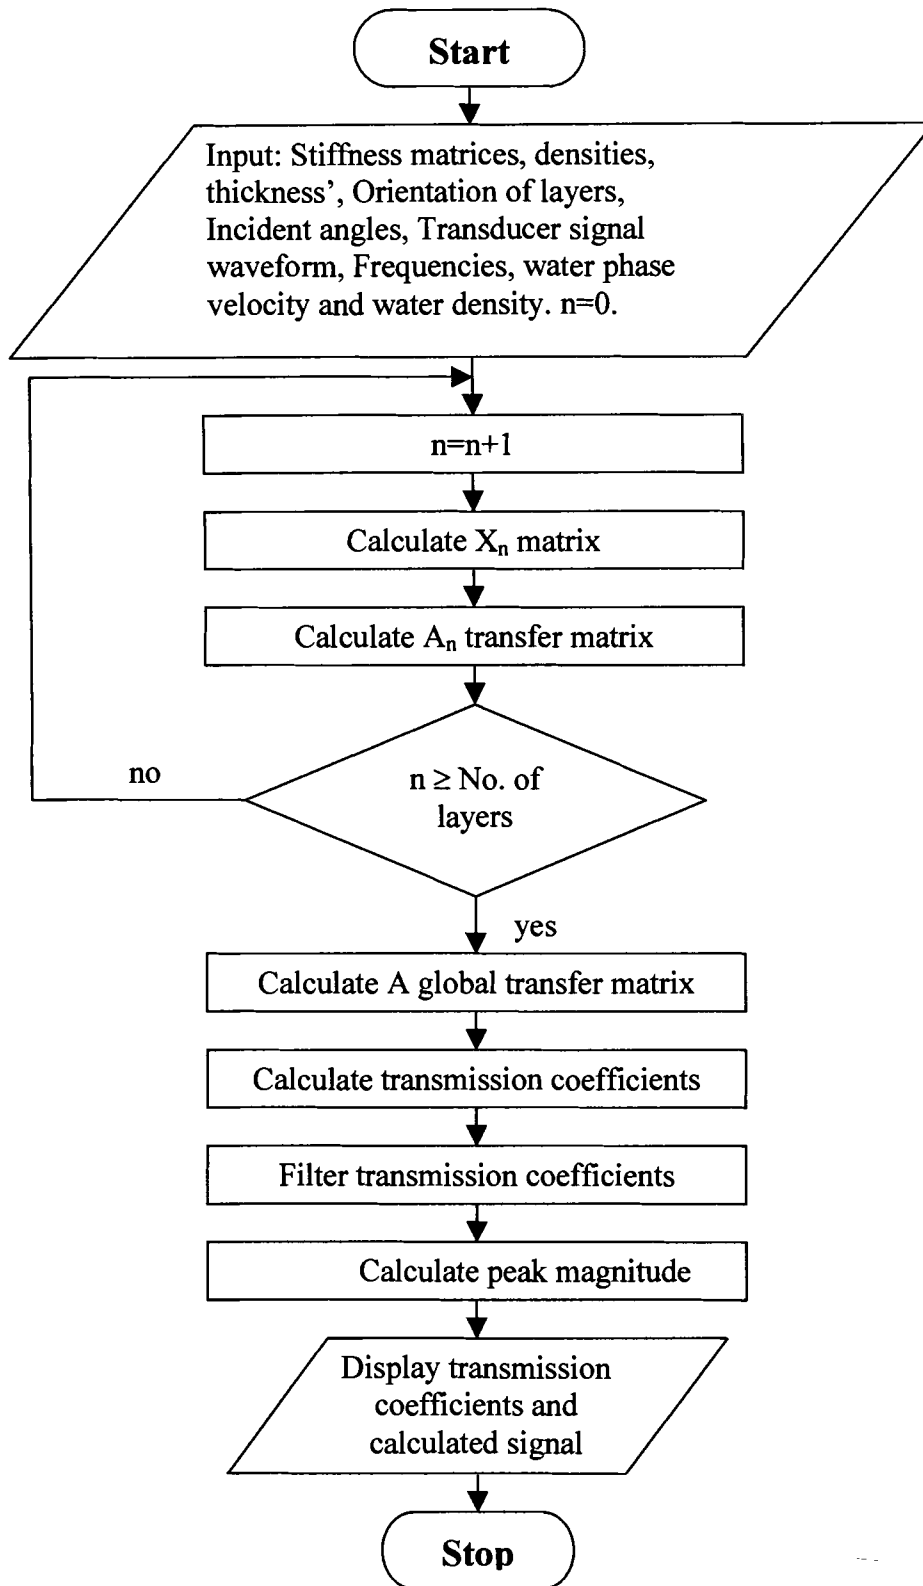 Start
Input: Stiffness matrices, densities,
thickness’, Orientation of layers,
Incident angles, Transducer signal
waveform, Frequencies, water phase
velocity and water density. n=0.
n=n+1
Calculate Xn matrix
Calculate An transfer matrix
n ≥ No. of
layers
no
yes
Calculate A global transfer matrix
Calculate transmission coefficients
Filter transmission coefficients
Calculate peak magnitude
Display transmission
coefficients and
calculated signal
Stop